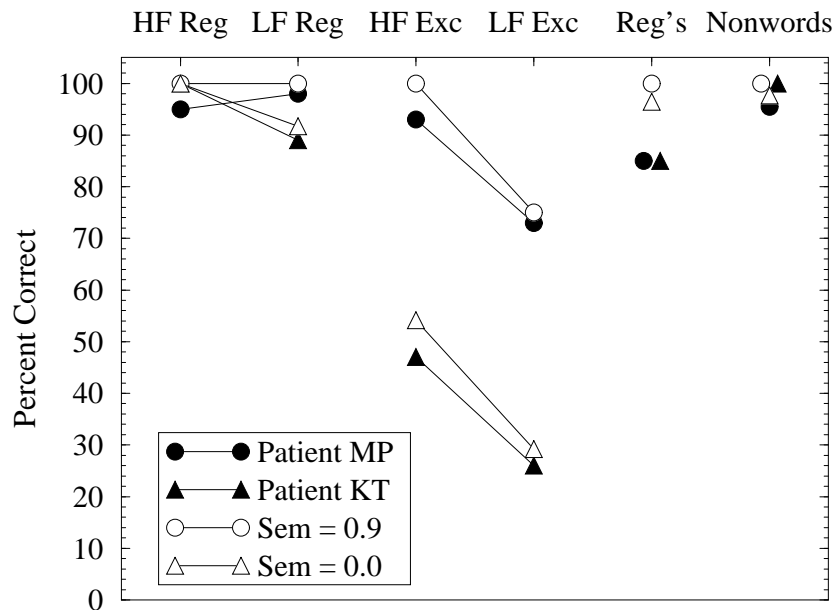 HF Reg LF Reg HF Exc LF Exc Reg's Nonwords
100
90
80
70
60
50
40
30
20
10
0
Percent Correct
Patient MP
Patient KT
Sem = 0.9
Sem = 0.0